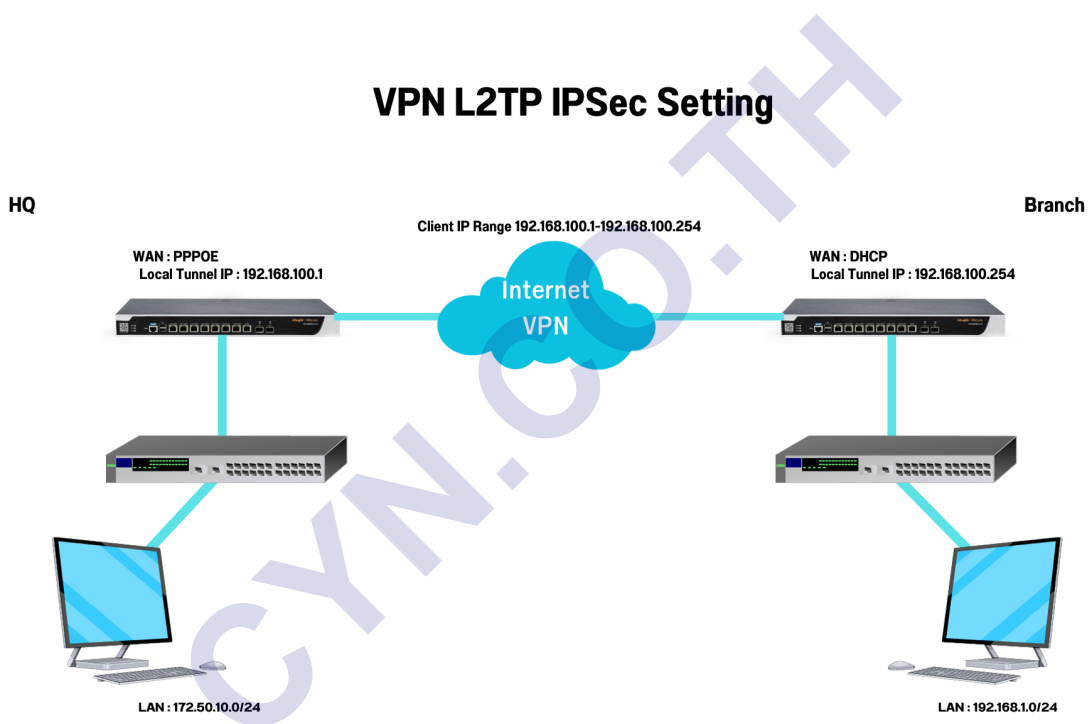 VPN L2TP IPSec Setting
HQ
Branch
Client IP Range 192.168.100.1-192.168.100.254
WAN : PPPOE
Local Tunnel IP : 192.168.100.1
WAN : DHCP
Local Tunnel IP : 192.168.100.254
Internet
VPN
LAN : 172.50.10.0/24
LAN : 192.168.1.0/24
CYN.CO.TH